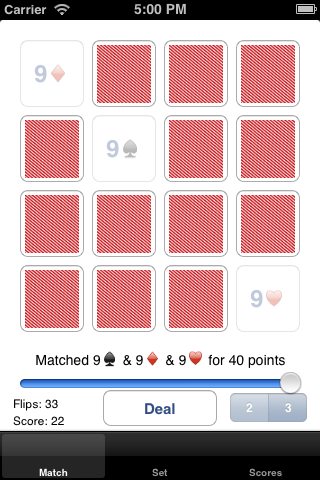 Carrier 5:00 PM
9♦
9♠
9♥
Matched 9♠ & 9♦ & 9♥ for 40 points
Flips: 33
Score: 22
Deal
2 3
Match Set Scores